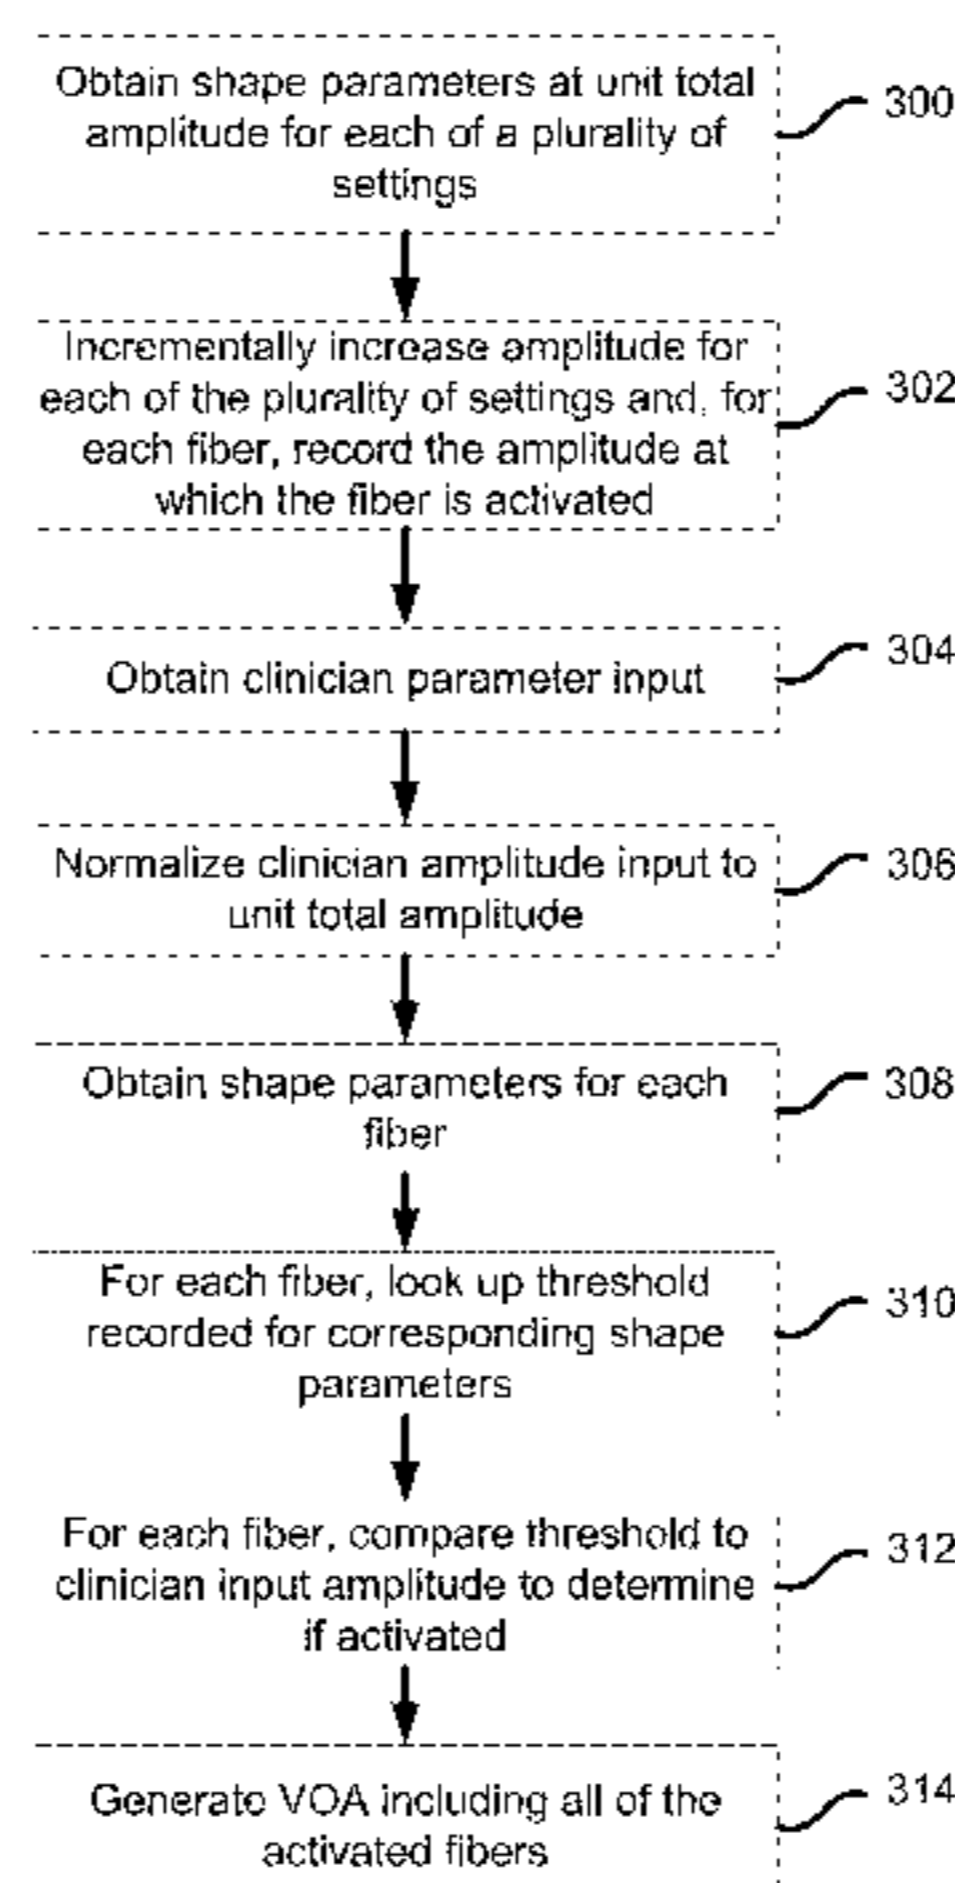 Obtain shape parameters at unit total
amplitude for each of a plurality of
settings
300
Incrementally increase amplitude for
each of the plurality of settings and, for
each fiber, record the amplitude at
which the fiber is activated
302
Obtain clinician parameter input
304
Normalize clinician amplitude input to
unit total amplitude
306
Obtain shape parameters for each
fiber
308
For each fiber, look up threshold
recorded for corresponding shape
parameters
310
For each fiber, compare threshold to
clinician input amplitude to determine
if activated
312
Generate VOA including all of the
activated fibers
314